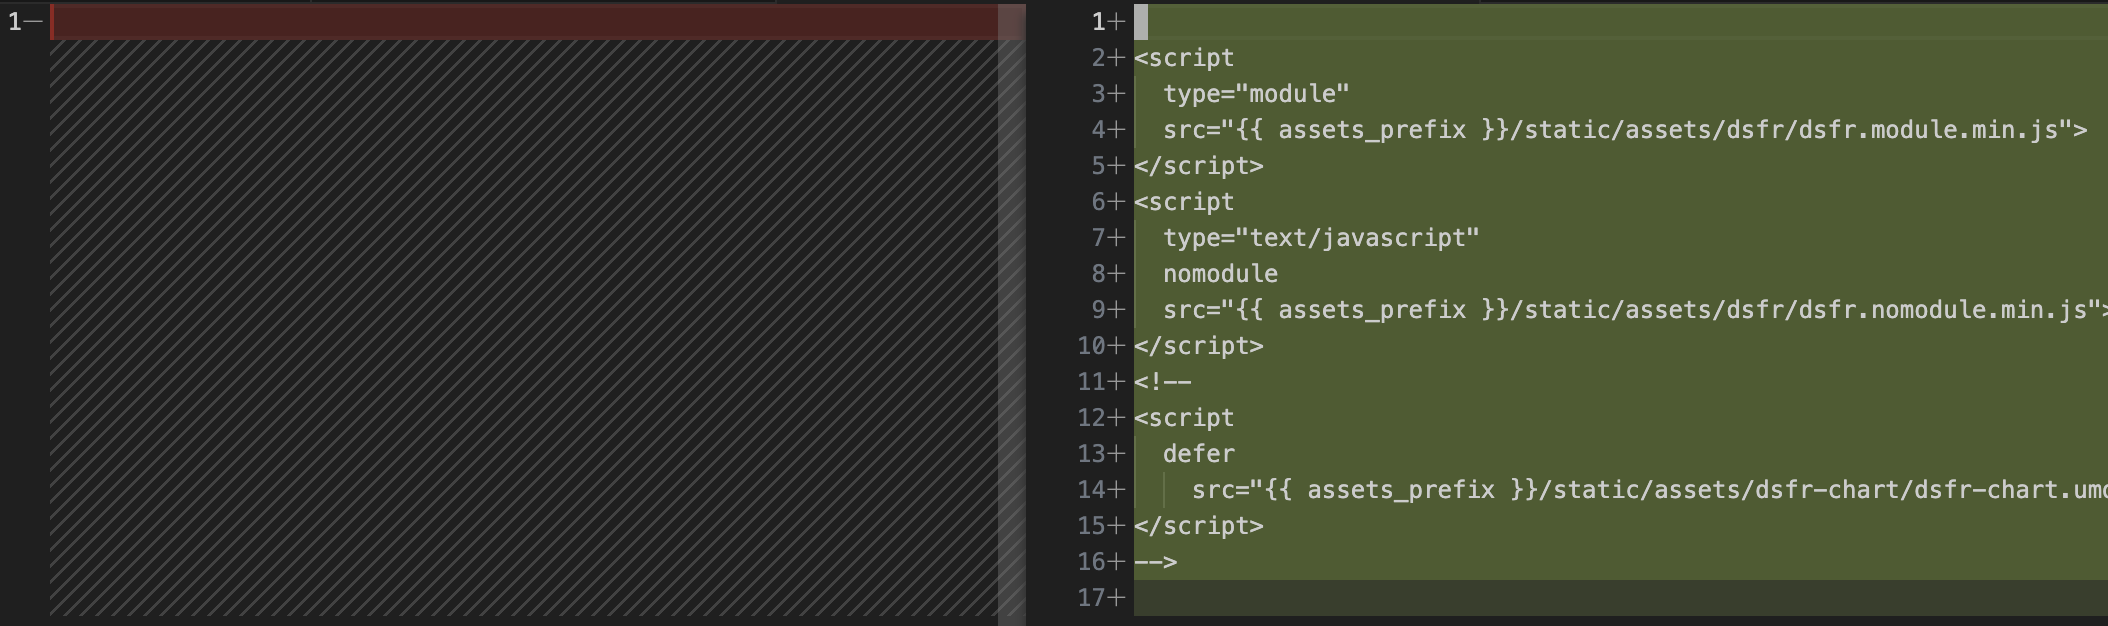 1−
1+
2+ <script
3+   type="module"
4+   src="{{ assets_prefix }}/static/assets/dsfr/dsfr.module.min.js">
5+ </script>
6+ <script
7+   type="text/javascript"
8+   nomodule
9+   src="{{ assets_prefix }}/static/assets/dsfr/dsfr.nomodule.min.js">
10+ </script>
11+ <!--
12+ <script
13+   defer
14+     src="{{ assets_prefix }}/static/assets/dsfr-chart/dsfr-chart.umd
15+ </script>
16+ -->
17+